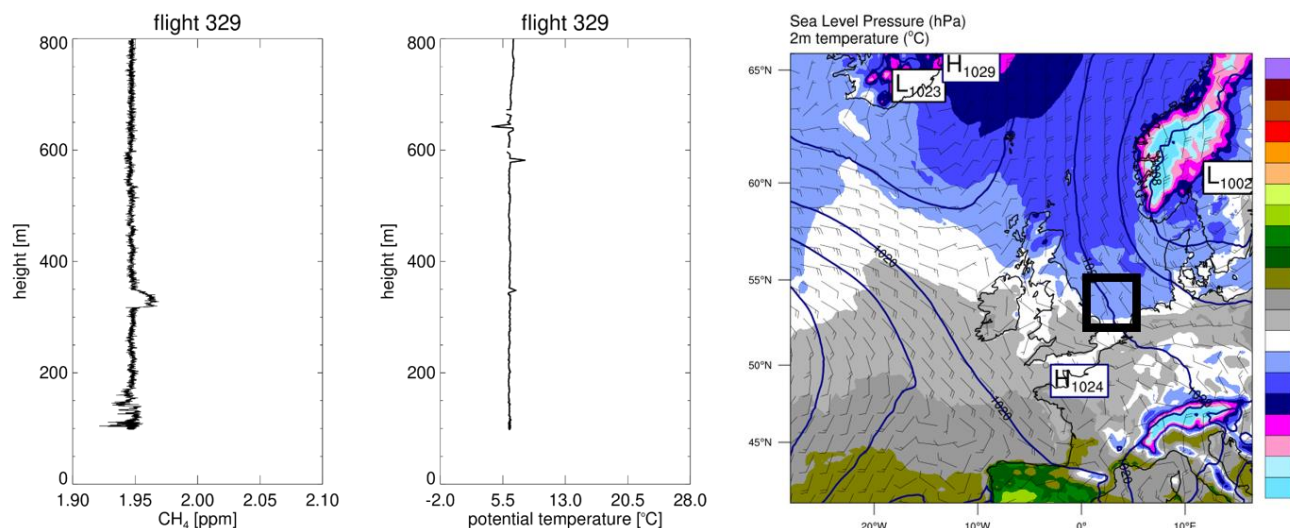 flight 329
800
600
400
200
0
height [m]
1.90 1.95 2.00 2.05 2.10
CH4 [ppm]
flight 329
800
600
400
200
0
height [m]
-2.0 5.5 13.0 20.5 28.0
potential temperature [°C]
Sea Level Pressure (hPa)
2m temperature (°C)
65°N
60°N
55°N
50°N
45°N
20°W 10°W 0° 10°E
L1023
H1029
L1002
H1024
1020
1020